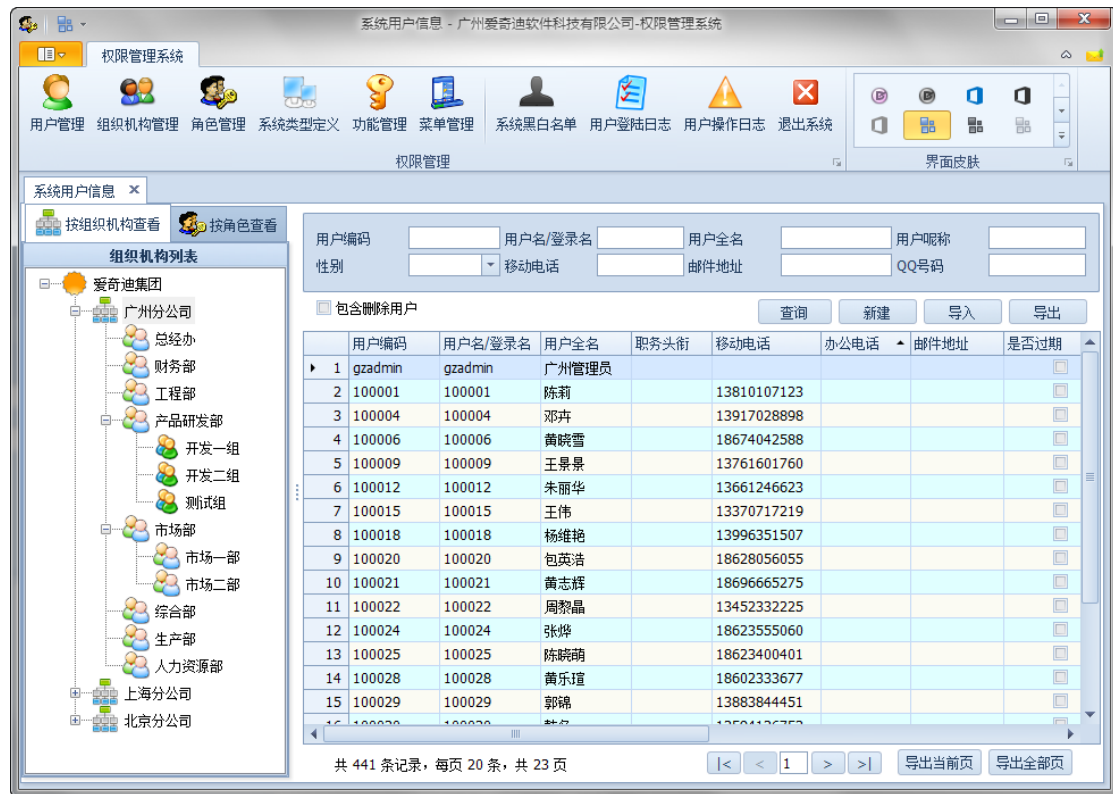 系统用户信息 - 广州爱奇迪软件科技有限公司-权限管理系统
权限管理系统
用户管理 组织机构管理 角色管理 系统类型定义 功能管理 菜单管理 系统黑白名单 用户登陆日志 用户操作日志 退出系统
权限管理 界面皮肤
系统用户信息
按组织机构查看 按角色查看
组织机构列表
爱奇迪集团
广州分公司
总经办
财务部
工程部
产品研发部
开发一组
开发二组
测试组
市场部
市场一部
市场二部
综合部
生产部
人力资源部
上海分公司
北京分公司
用户编码 用户名/登录名 用户全名 用户呢称
性别 移动电话 邮件地址 QQ号码
包含删除用户 查询 新建 导入 导出
用户编码 用户名/登录名 用户全名 职务头衔 移动电话 办公电话 邮件地址 是否过期
1 gzadmin gzadmin 广州管理员
2 100001 100001 陈莉 13810107123
3 100004 100004 邓卉 13917028898
4 100006 100006 黄皖雪 18674042588
5 100009 100009 王景景 13761601760
6 100012 100012 朱丽华 13661246623
7 100015 100015 王伟 13370717219
8 100018 100018 杨维艳 13996351507
9 100020 100020 包英浩 18628056055
10 100021 100021 黄志辉 18696665275
11 100022 100022 周黎晶 13452332225
12 100024 100024 张烨 18623555060
13 100025 100025 陈皖萌 18623400401
14 100028 100028 黄乐瑄 18602333677
15 100029 100029 郭锦 13883844451
共 441 条记录，每页 20 条，共 23 页 |< < 1 > >| 导出当前页 导出全部页